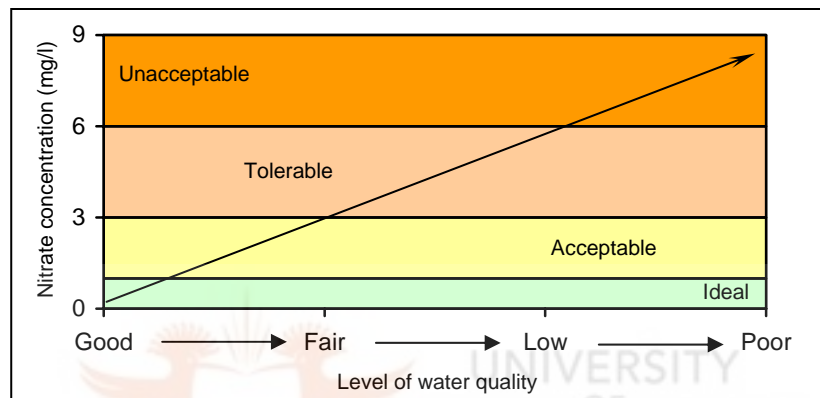 Nitrate concentration (mg/l)
9
6
3
0
Unacceptable
Tolerable
Acceptable
Ideal
Good Fair Low Poor
Level of water quality
UNIVERSITY